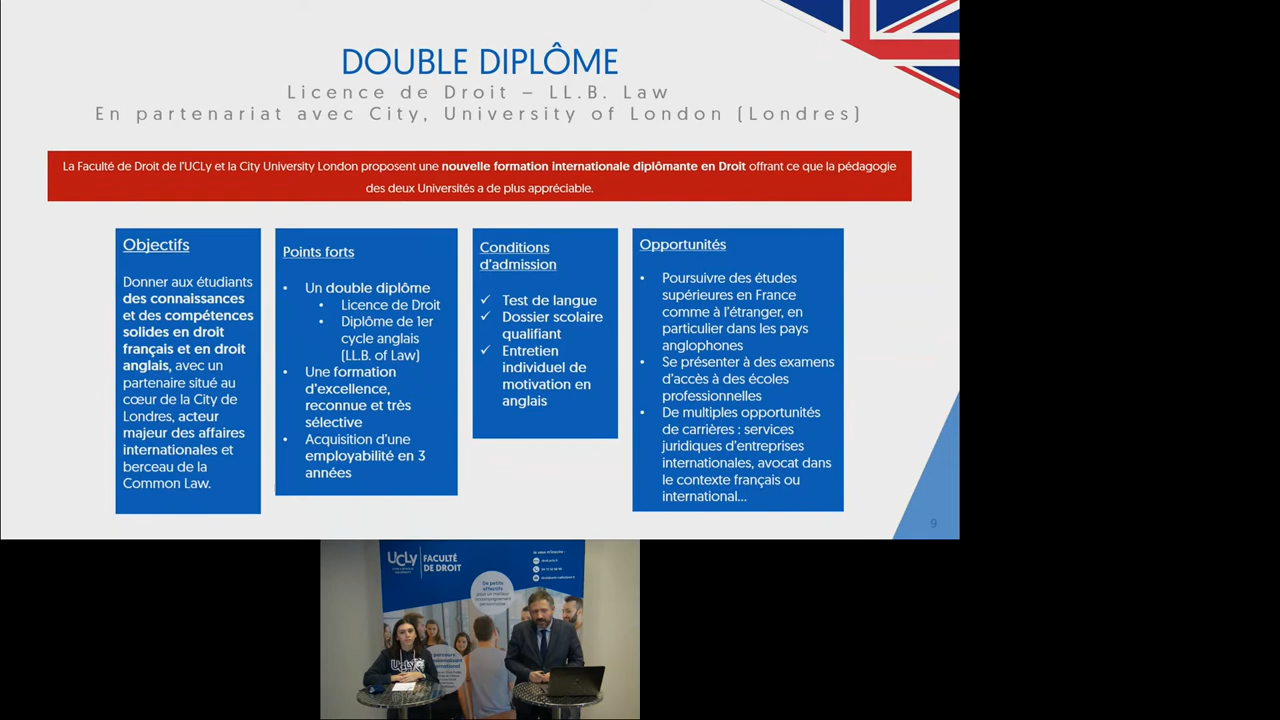 DOUBLE DIPLÔME
Licence de Droit – LL.B. Law
En partenariat avec City, University of London (Londres)
La Faculté de Droit de l'UCLy et la City University London proposent une nouvelle formation internationale diplômante en Droit offrant ce que la pédagogie
des deux Universités a de plus appréciable.
Objectifs
Donner aux étudiants
des connaissances
et des compétences
solides en droit
français et en droit
anglais, avec un
partenaire situé au
cœur de la City de
Londres, acteur
majeur des affaires
internationales et
berceau de la
Common Law.
Points forts
• Un double diplôme
• Licence de Droit
• Diplôme de 1er
cycle anglais
(LL.B. of Law)
• Une formation
d'excellence,
reconnue et très
sélective
• Acquisition d'une
employabilité en 3
années
Conditions
d'admission
✓ Test de langue
✓ Dossier scolaire
qualifiant
✓ Entretien
individuel de
motivation en
anglais
Opportunités
• Poursuivre des études
supérieures en France
comme à l'étranger, en
particulier dans les pays
anglophones
• Se présenter à des examens
d'accès à des écoles
professionnelles
• De multiples opportunités
de carrières : services
juridiques d'entreprises
internationales, avocat dans
le contexte français ou
international...
9
UCLy
FACULTÉ
DE DROIT
De petits
effectifs
pour un meilleur
UCLy